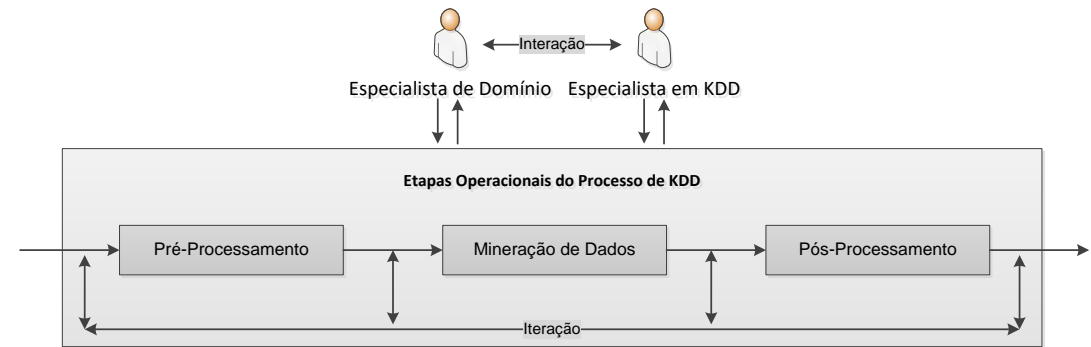 Interação
Especialista de Domínio
Especialista em KDD
Etapas Operacionais do Processo de KDD
Pré-Processamento
Mineração de Dados
Pós-Processamento
Iteração